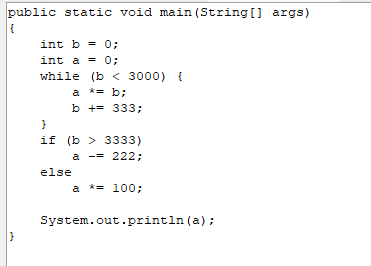 public static void main(String[] args)
{
    int b = 0;
    int a = 0;
    while (b < 3000) {
        a *= b;
        b += 333;
    }
    if (b > 3333)
        a -= 222;
    else
        a *= 100;

    System.out.println(a);
}